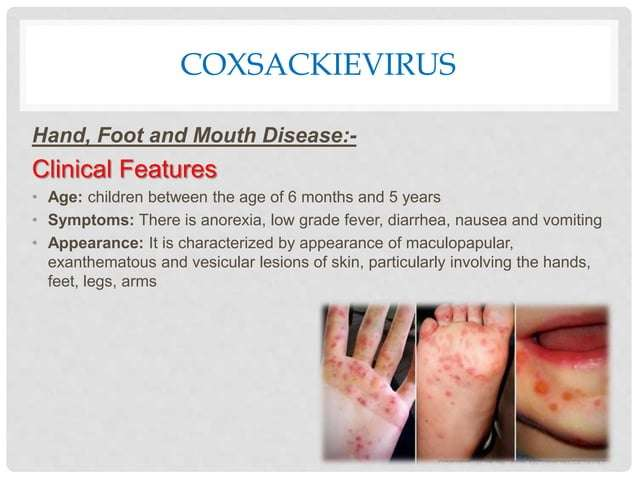 COXSACKIEVIRUS
Hand, Foot and Mouth Disease:-
Clinical Features
• Age: children between the age of 6 months and 5 years
• Symptoms: There is anorexia, low grade fever, diarrhea, nausea and vomiting
• Appearance: It is characterized by appearance of maculopapular,
exanthematous and vesicular lesions of skin, particularly involving the hands,
feet, legs, arms